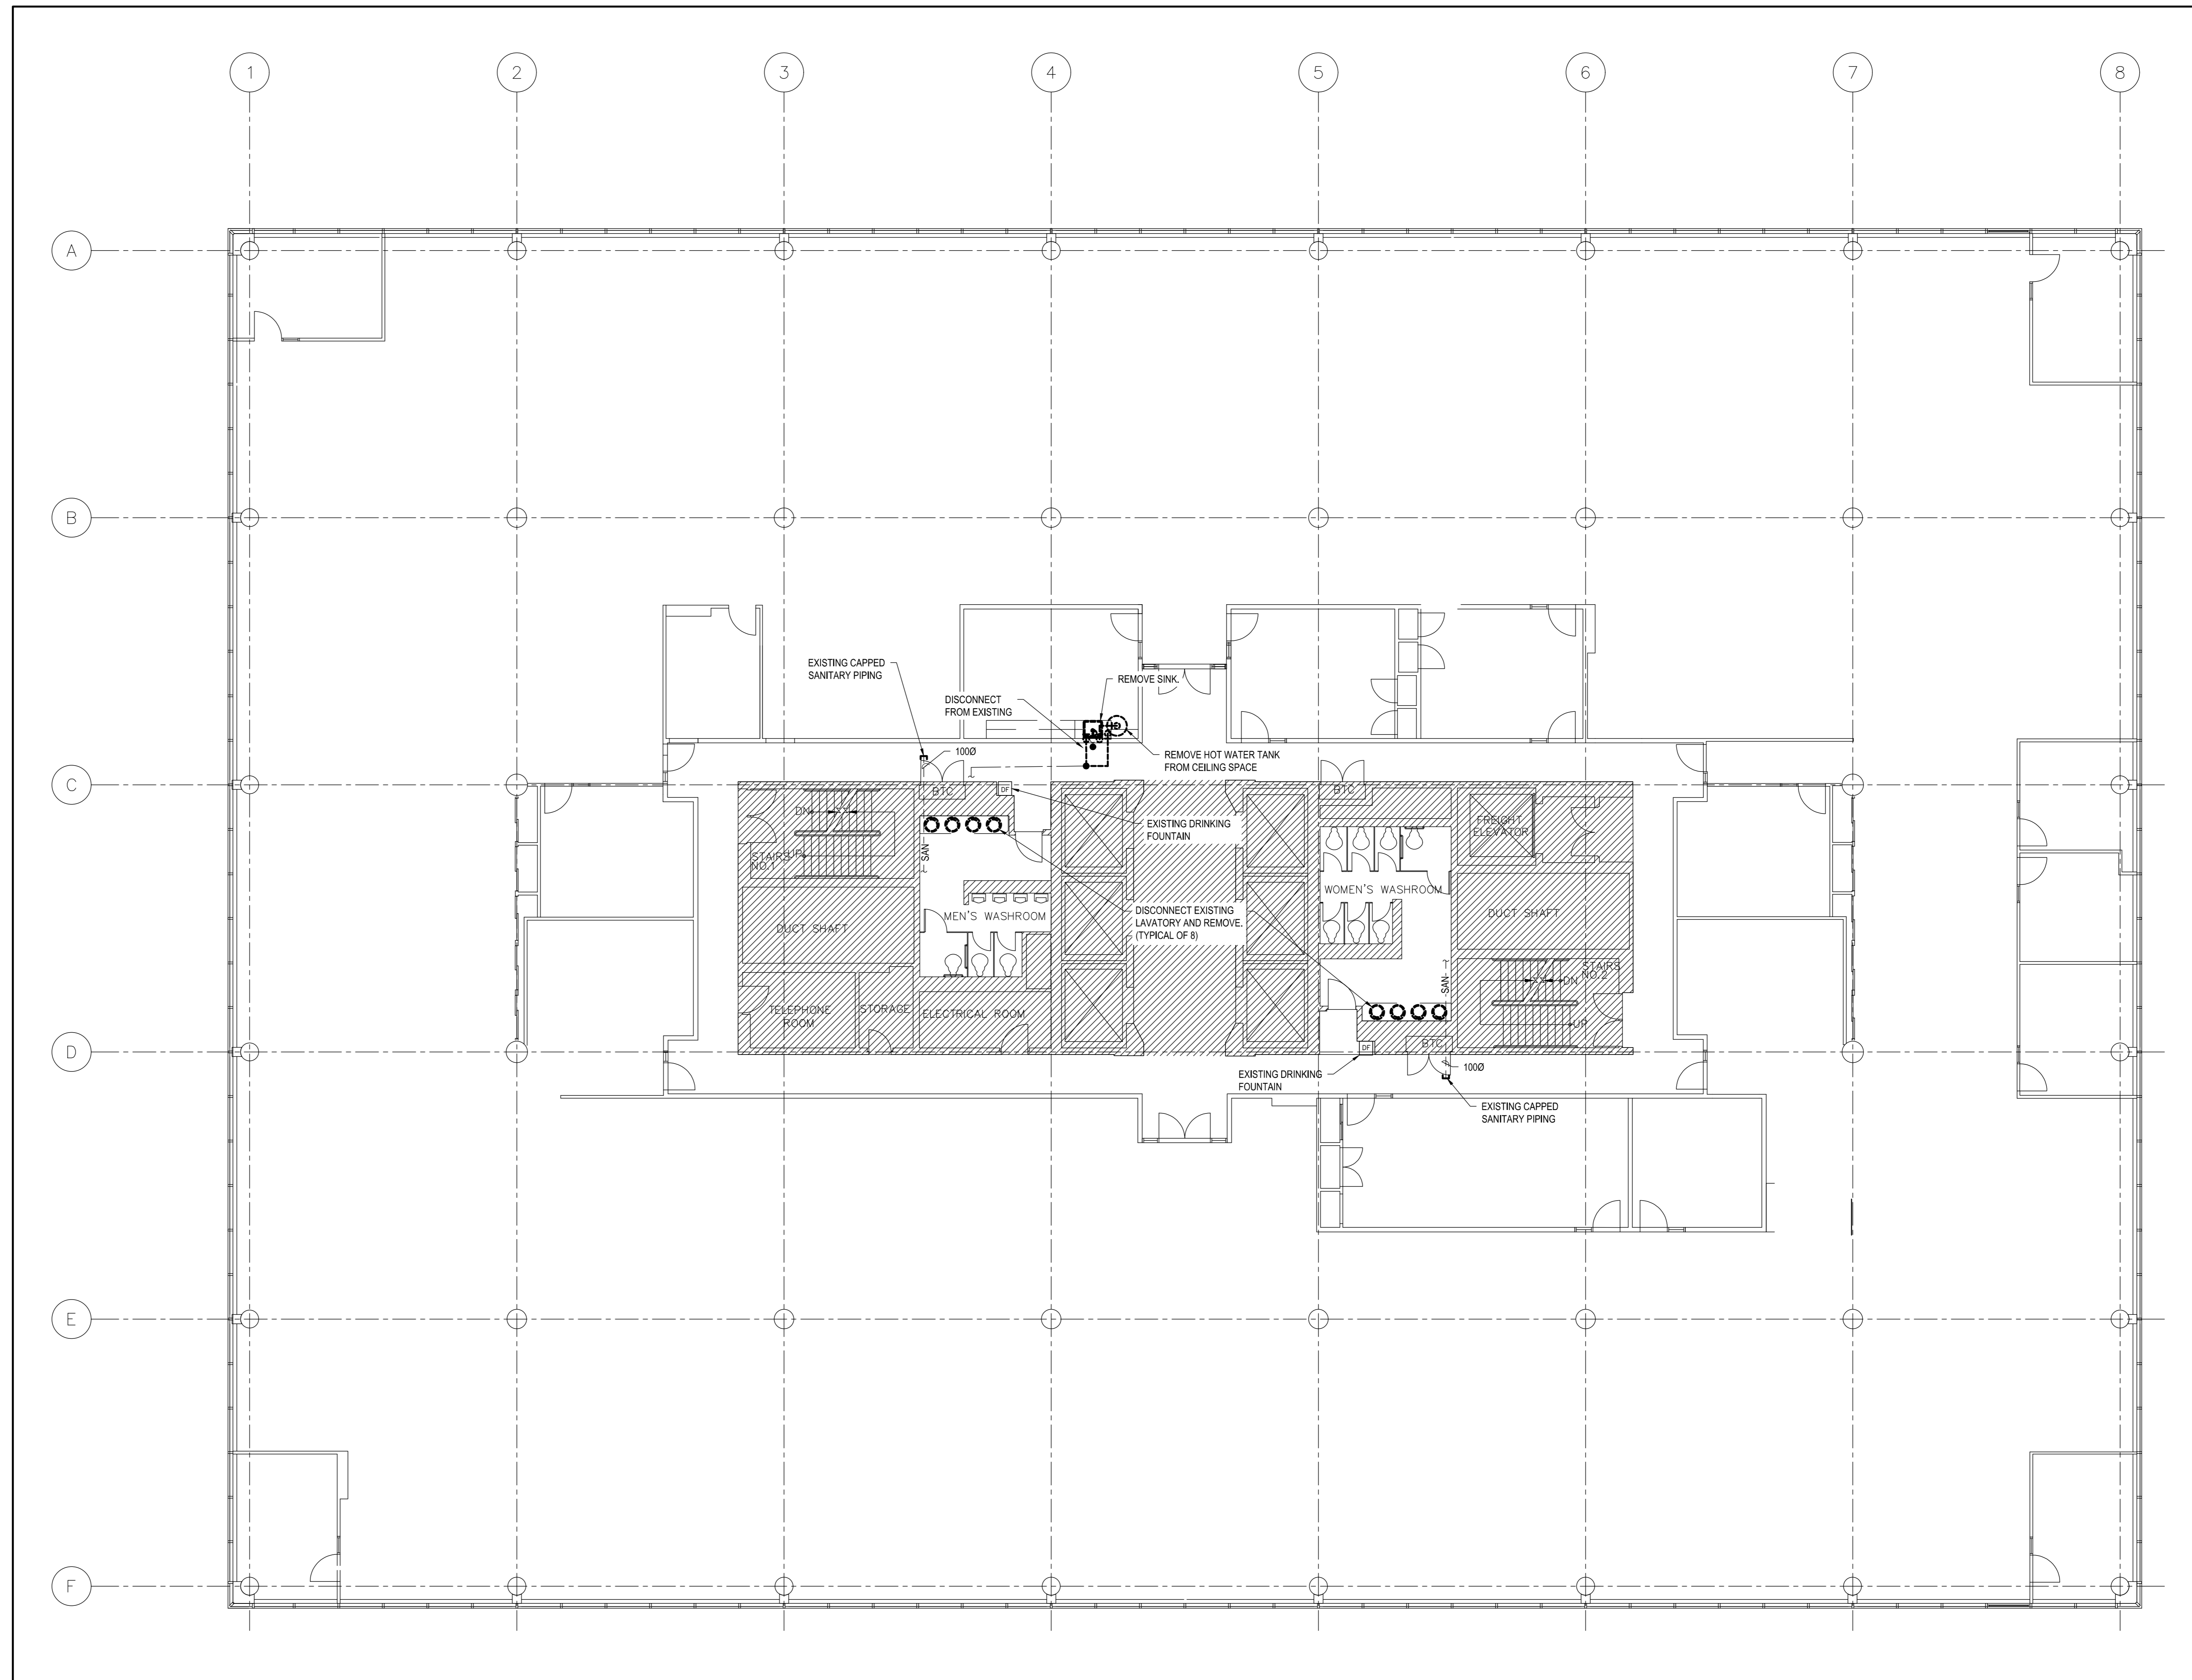 1
2
3
4
5
6
7
8
A
B
C
D
E
F
EXISTING CAPPED
SANITARY PIPING
DISCONNECT
FROM EXISTING
REMOVE SINK.
100Ø
REMOVE HOT WATER TANK
FROM CEILING SPACE
BTC
DF
BTC
DN
UP
STAIRS
NO.1
SAN
EXISTING DRINKING
FOUNTAIN
FREIGHT
ELEVATOR
WOMEN'S WASHROOM
MEN'S WASHROOM
DISCONNECT EXISTING
LAVATORY AND REMOVE.
(TYPICAL OF 8)
DUCT SHAFT
DUCT SHAFT
STAIRS
NO.2
DN
UP
SAN
TELEPHONE
ROOM
STORAGE
ELECTRICAL ROOM
BTC
DF
EXISTING DRINKING
FOUNTAIN
100Ø
EXISTING CAPPED
SANITARY PIPING